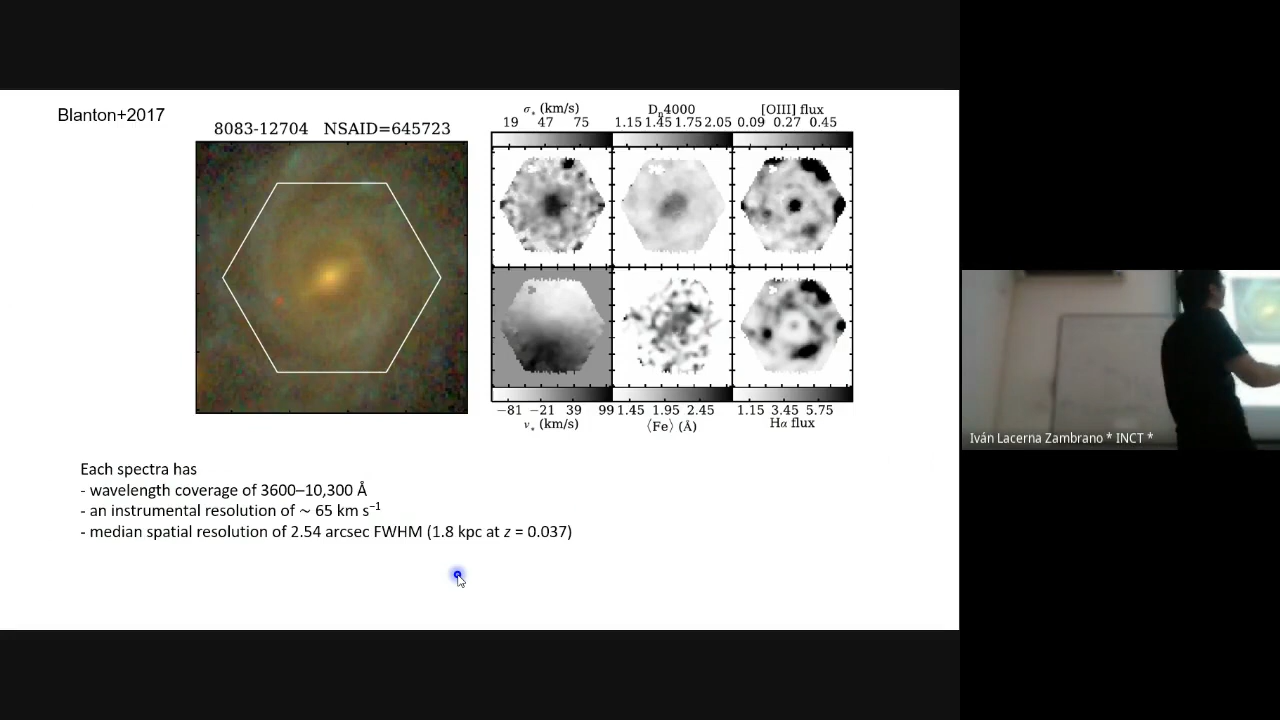 Blanton+2017
8083-12704 NSAID=645723
σ* (km/s)
19 47 75
Dn4000
1.15 1.45 1.75 2.05
[OIII] flux
0.09 0.27 0.45
−81 −21 39 99
v* (km/s)
1.45 1.95 2.45
⟨Fe⟩ (Å)
1.15 3.45 5.75
Hα flux
Each spectra has
- wavelength coverage of 3600–10,300 Å
- an instrumental resolution of ~ 65 km s⁻¹
- median spatial resolution of 2.54 arcsec FWHM (1.8 kpc at z = 0.037)
Iván Lacerna Zambrano * INCT *